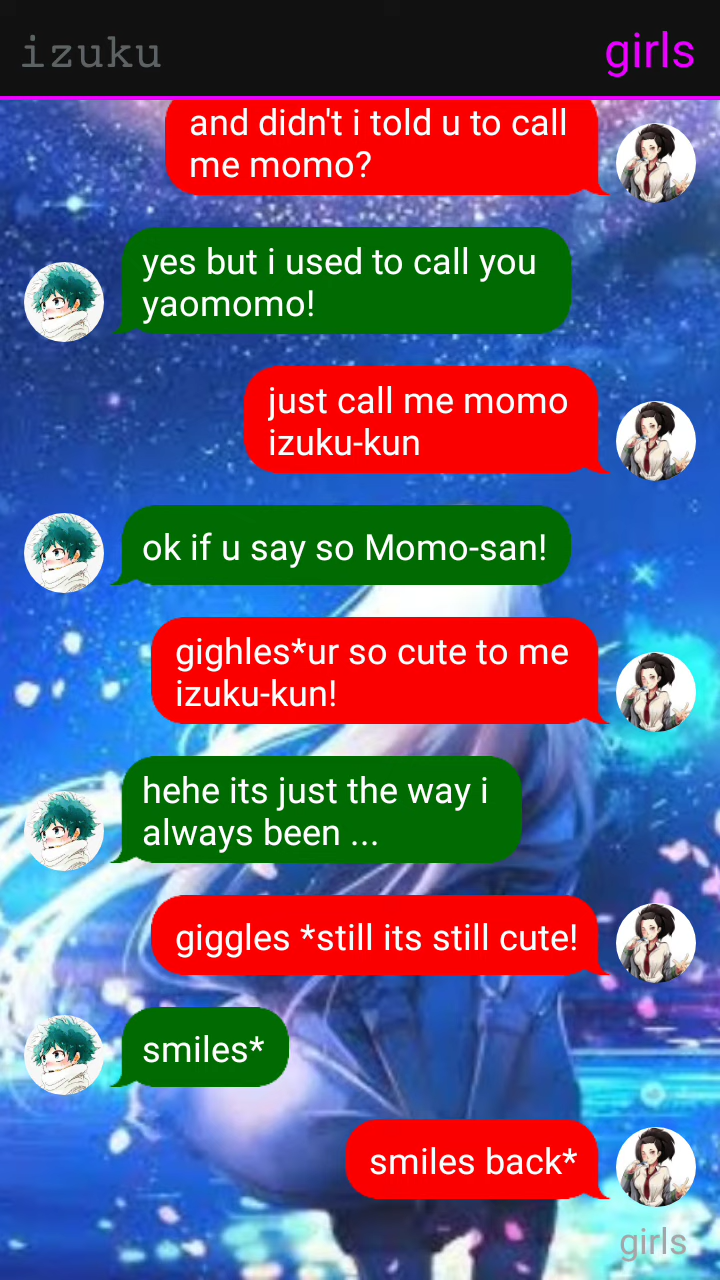 izuku
girls
and didn't i told u to call
me momo?
yes but i used to call you
yaomomo!
just call me momo
izuku-kun
ok if u say so Momo-san!
gighles*ur so cute to me
izuku-kun!
hehe its just the way i
always been ...
giggles *still its still cute!
smiles*
smiles back*
girls